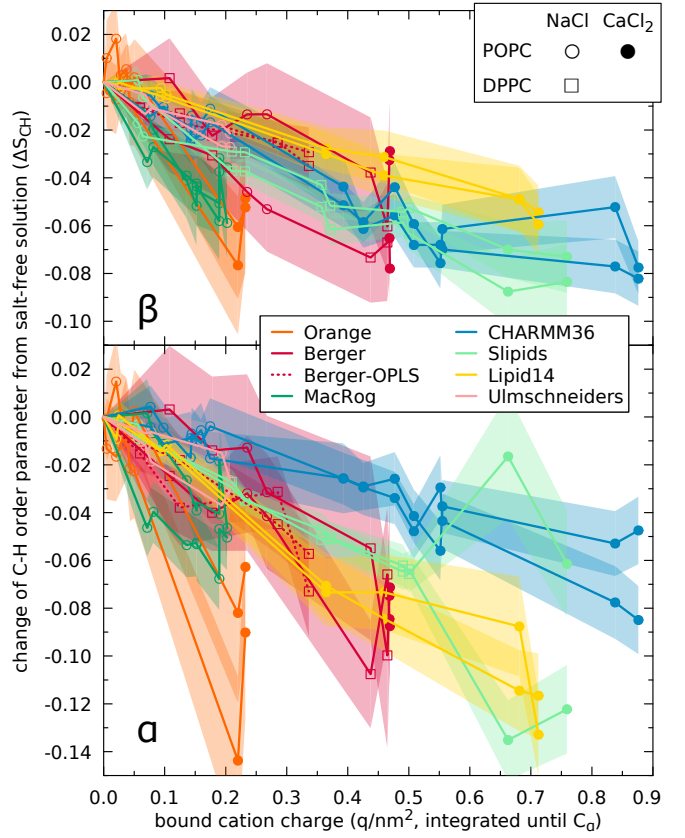 NaCl CaCl2
POPC
DPPC
0.02
0.00
-0.02
-0.04
-0.06
-0.08
-0.10
β
Orange
Berger
Berger-OPLS
MacRog
CHARMM36
Slipids
Lipid14
Ulmschneiders
0.00
-0.02
-0.04
-0.06
-0.08
-0.10
-0.12
-0.14
α
change of C-H order parameter from salt-free solution (ΔSCH)
0.0 0.1 0.2 0.3 0.4 0.5 0.6 0.7 0.8 0.9
bound cation charge (q/nm², integrated until Cα)